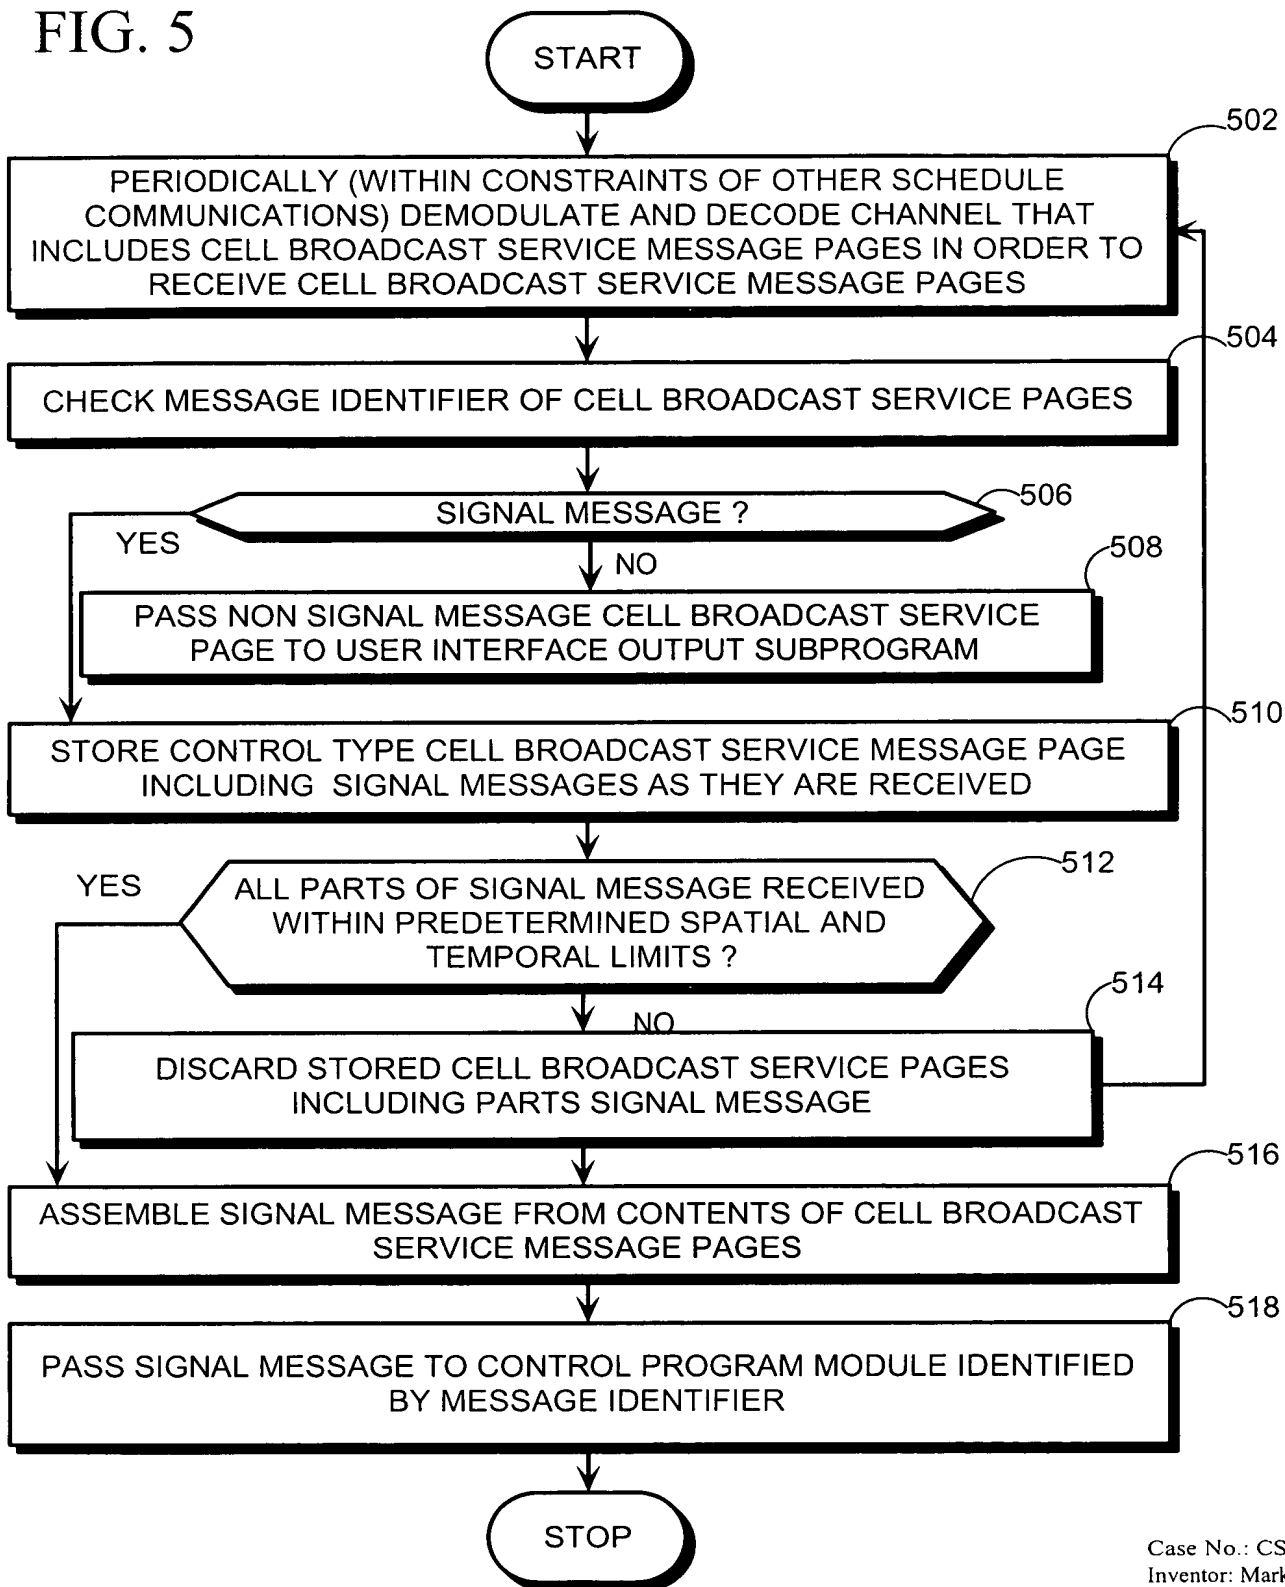 FIG. 5
START
502
PERIODICALLY (WITHIN CONSTRAINTS OF OTHER SCHEDULE
COMMUNICATIONS) DEMODULATE AND DECODE CHANNEL THAT
INCLUDES CELL BROADCAST SERVICE MESSAGE PAGES IN ORDER TO
RECEIVE CELL BROADCAST SERVICE MESSAGE PAGES
504
CHECK MESSAGE IDENTIFIER OF CELL BROADCAST SERVICE PAGES
506
SIGNAL MESSAGE ?
YES
NO
508
PASS NON SIGNAL MESSAGE CELL BROADCAST SERVICE
PAGE TO USER INTERFACE OUTPUT SUBPROGRAM
510
STORE CONTROL TYPE CELL BROADCAST SERVICE MESSAGE PAGE
INCLUDING SIGNAL MESSAGES AS THEY ARE RECEIVED
512
YES
ALL PARTS OF SIGNAL MESSAGE RECEIVED
WITHIN PREDETERMINED SPATIAL AND
TEMPORAL LIMITS ?
514
NO
DISCARD STORED CELL BROADCAST SERVICE PAGES
INCLUDING PARTS SIGNAL MESSAGE
516
ASSEMBLE SIGNAL MESSAGE FROM CONTENTS OF CELL BROADCAST
SERVICE MESSAGE PAGES
518
PASS SIGNAL MESSAGE TO CONTROL PROGRAM MODULE IDENTIFIED
BY MESSAGE IDENTIFIER
STOP
Case No.: CS
Inventor: Mark